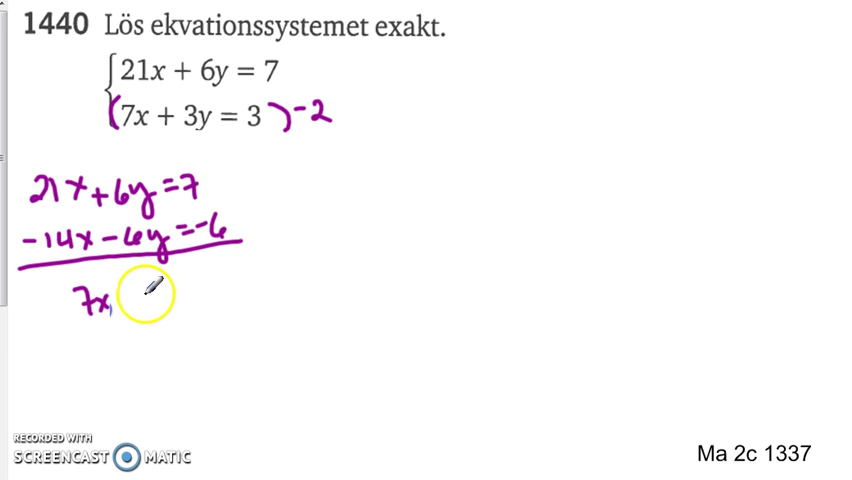 1440 Lös ekvationssystemet exakt.
21x + 6y = 7
(7x + 3y = 3) -2
21x+6y=7
-14x-6y=-6
7x
RECORDED WITH
SCREENCAST MATIC
Ma 2c 1337